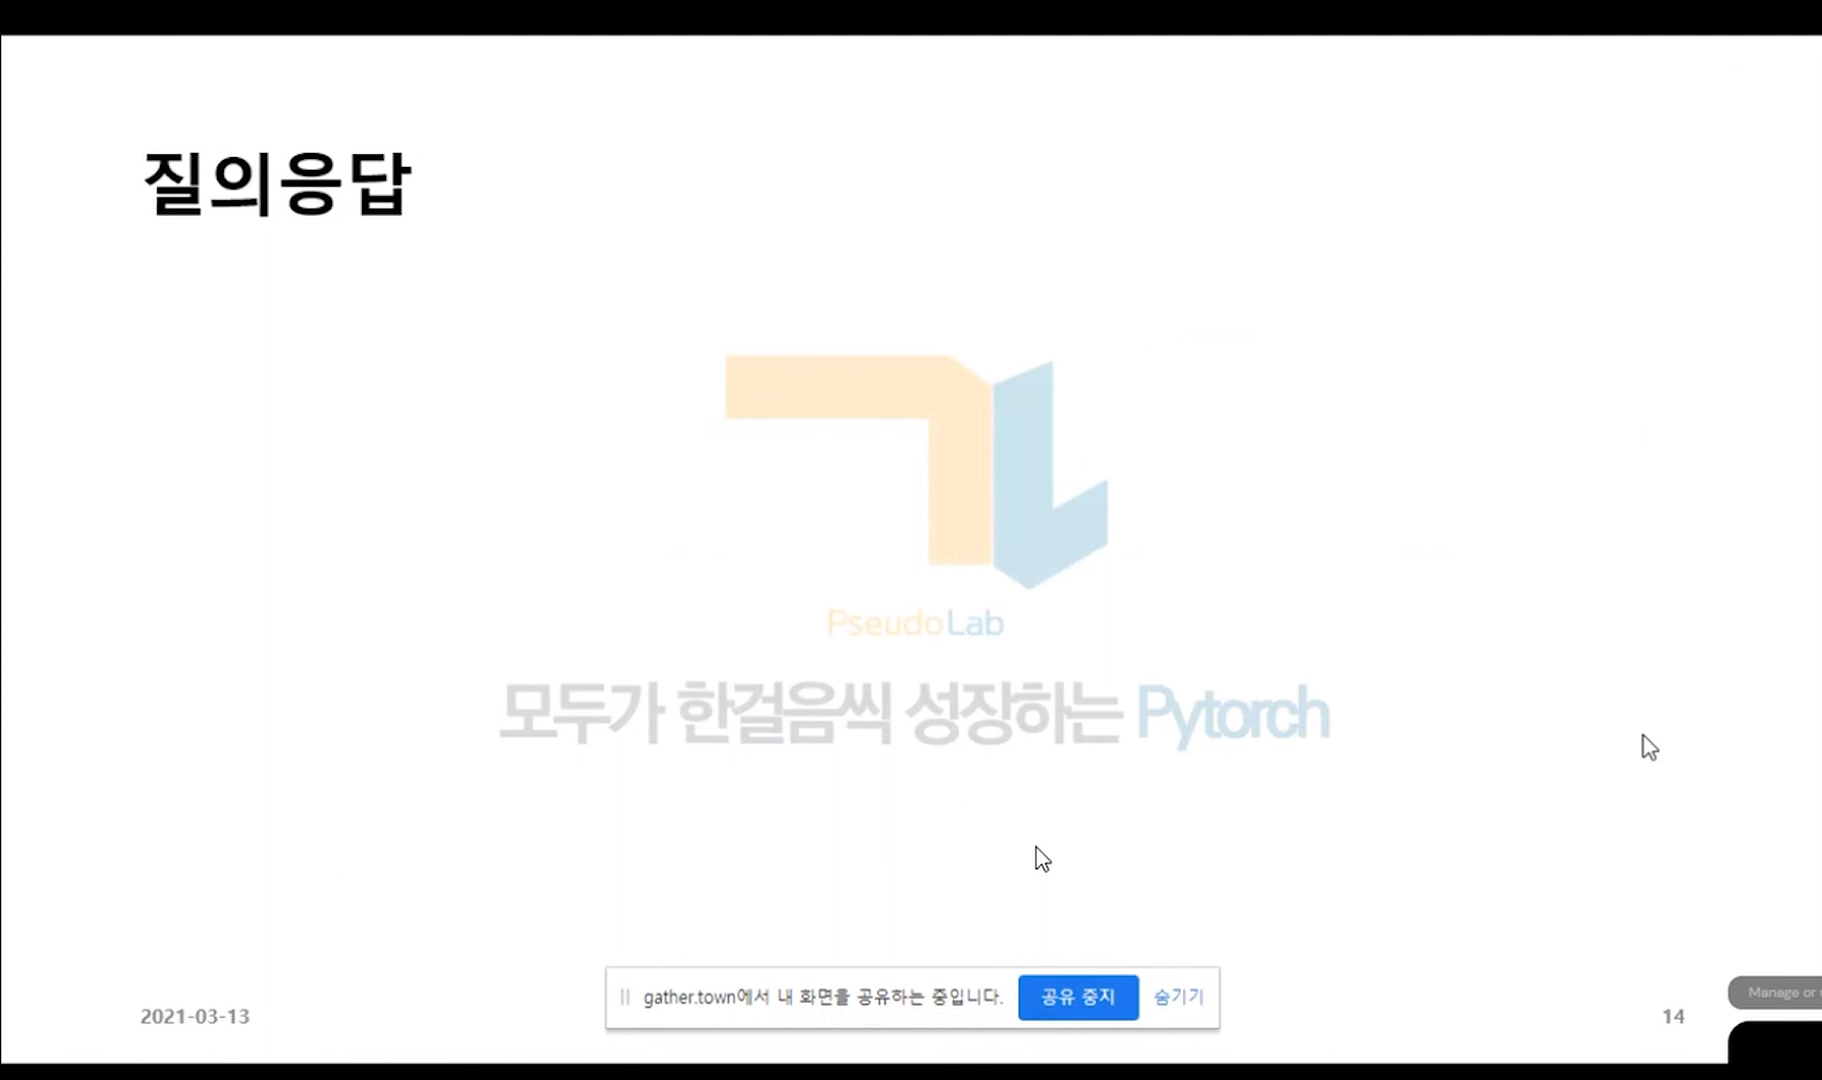 질의응답
PseudoLab
모두가 한걸음씩 성장하는 Pytorch
gather.town에서 내 화면을 공유하는 중입니다. 공유 중지 숨기기
Manage or
2021-03-13
14